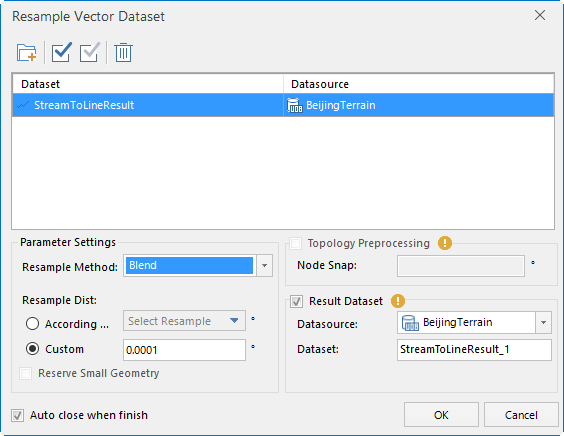 Resample Vector Dataset
Dataset Datasource
StreamToLineResult UDB BeijingTerrain
Parameter Settings
Resample Method: Blend
Resample Dist:
According ... Select Resample °
Custom 0.0001 °
Reserve Small Geometry
Topology Preprocessing
Node Snap: °
Result Dataset
Datasource: BeijingTerrain
Dataset: StreamToLineResult_1
Auto close when finish
OK Cancel